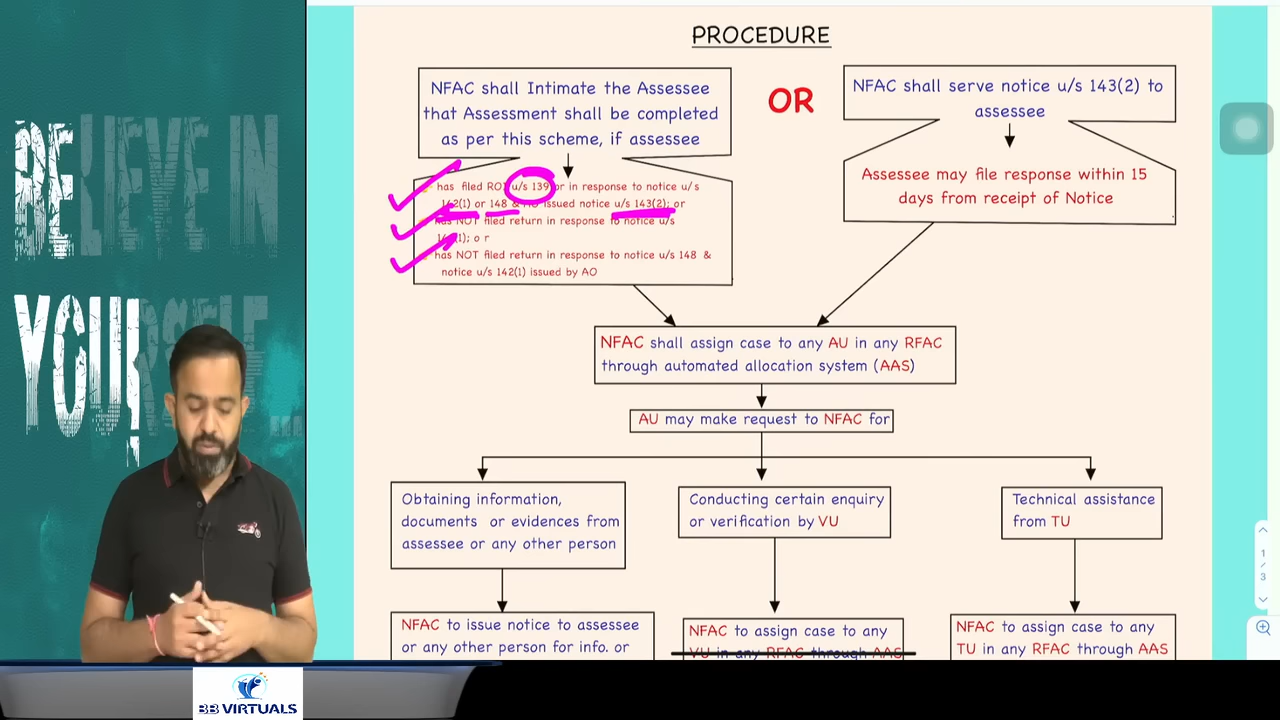 BELIEVE IN
PROCEDURE
NFAC shall Intimate the Assessee
that Assessment shall be completed
as per this scheme, if assessee
OR
NFAC shall serve notice u/s 143(2) to
assessee
has filed ROI u/s 139 or in response to notice u/s
142(1) or 148 & issued notice u/s 143(2); or
has NOT filed return in response to notice u/s
; o r
has NOT filed return in response to notice u/s 148 &
notice u/s 142(1) issued by AO
Assessee may file response within 15
days from receipt of Notice
YOURSELF...
NFAC shall assign case to any AU in any RFAC
through automated allocation system (AAS)
AU may make request to NFAC for
Obtaining information,
documents or evidences from
assessee or any other person
Conducting certain enquiry
or verification by VU
Technical assistance
from TU
NFAC to issue notice to assessee
or any other person for info. or
NFAC to assign case to any
VU in any RFAC through AAS
NFAC to assign case to any
TU in any RFAC through AAS
1
/
3
BB VIRTUALS